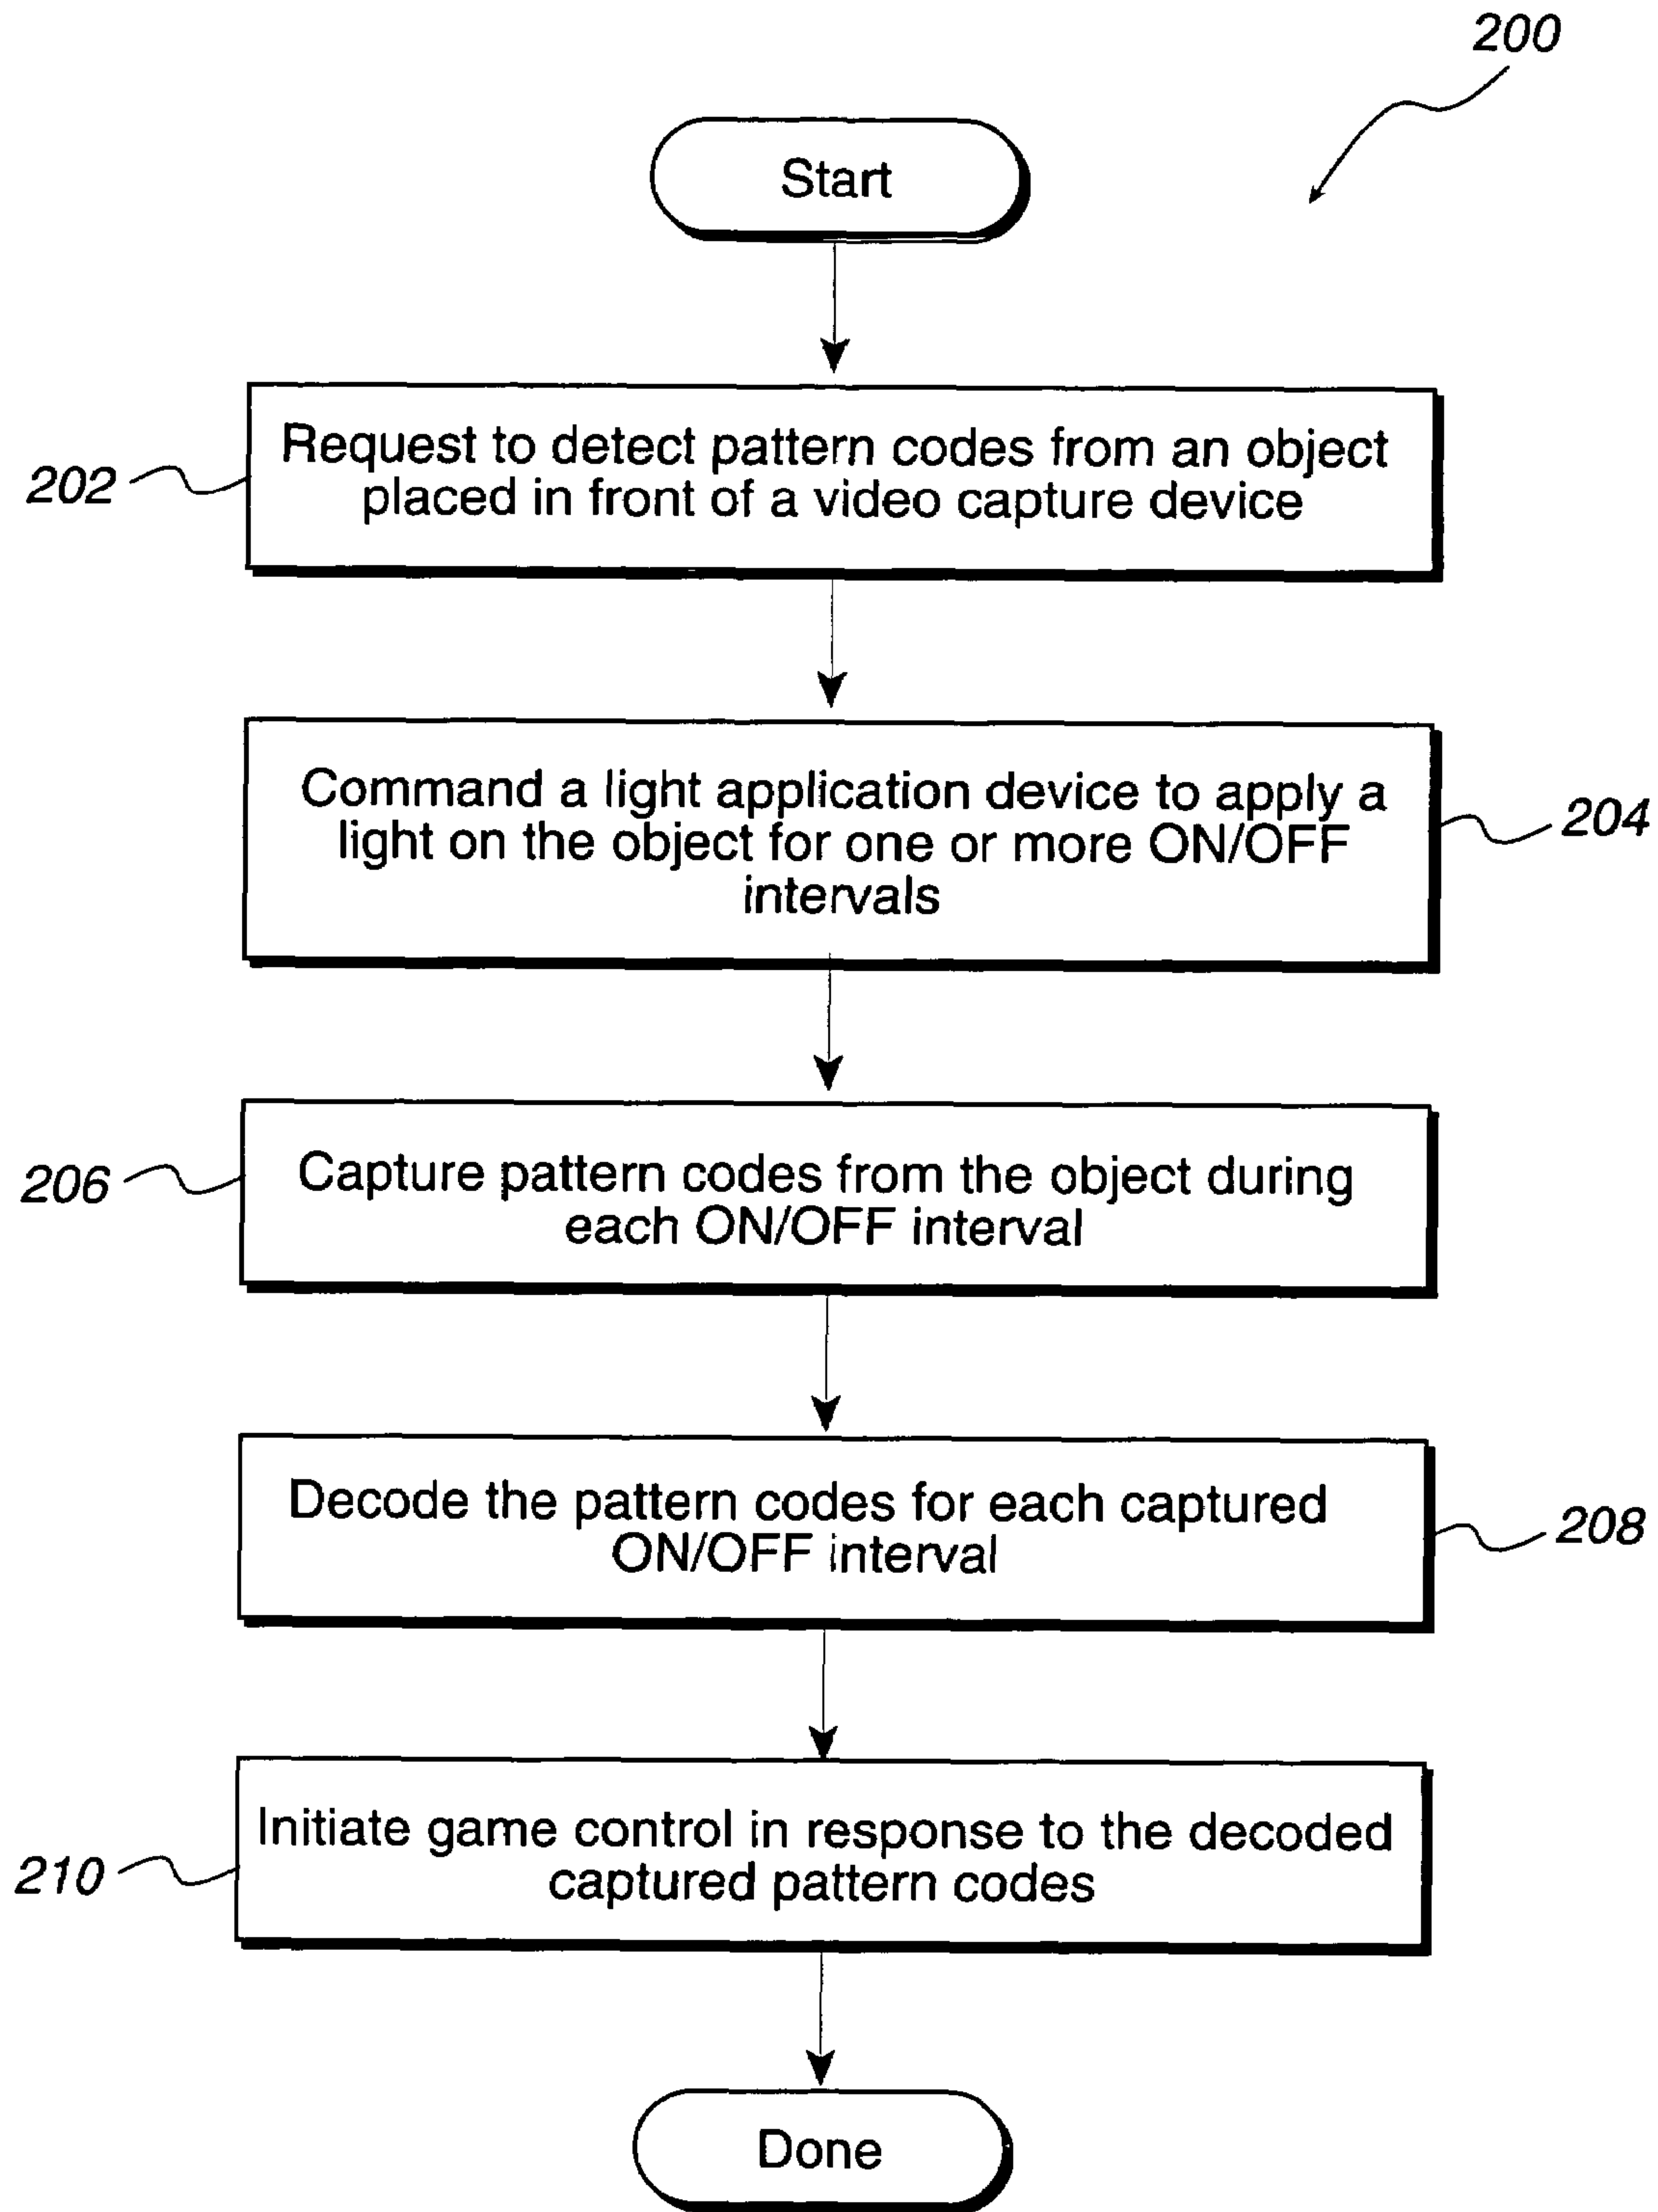 200
Start
202
Request to detect pattern codes from an object
placed in front of a video capture device
Command a light application device to apply a
light on the object for one or more ON/OFF
intervals
204
206
Capture pattern codes from the object during
each ON/OFF interval
Decode the pattern codes for each captured
ON/OFF interval
208
210
Initiate game control in response to the decoded
captured pattern codes
Done